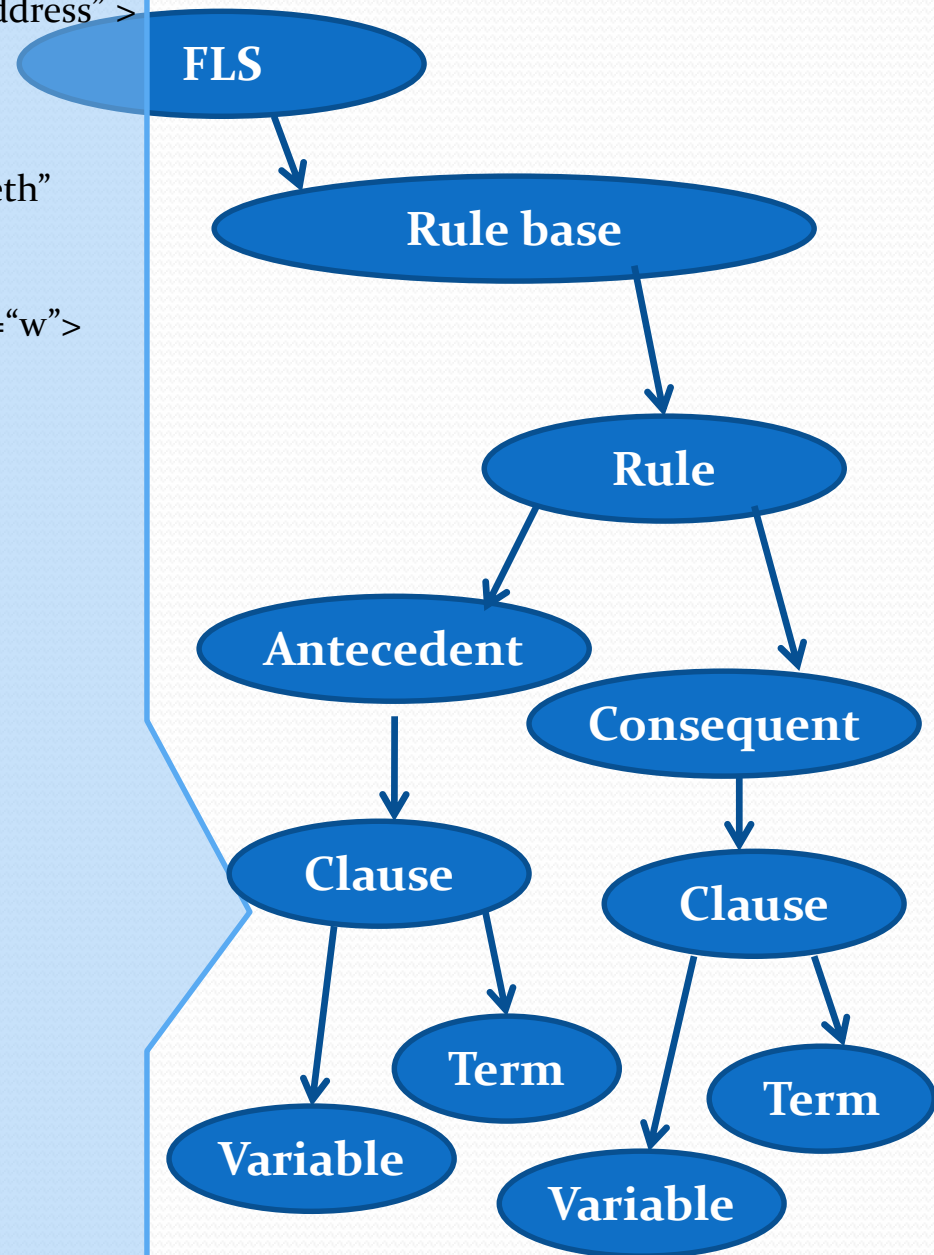 ddress” >
eth”
=“w”>
FLS
Rule base
Rule
Antecedent
Consequent
Clause
Clause
Term
Term
Variable
Variable